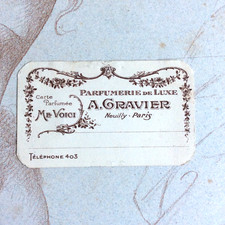 PARFUMERIE DE LUXE
Carte
Parfumée
A. GRAVIER
ME VOICI
Neuilly - Paris
TÉLÉPHONE 403